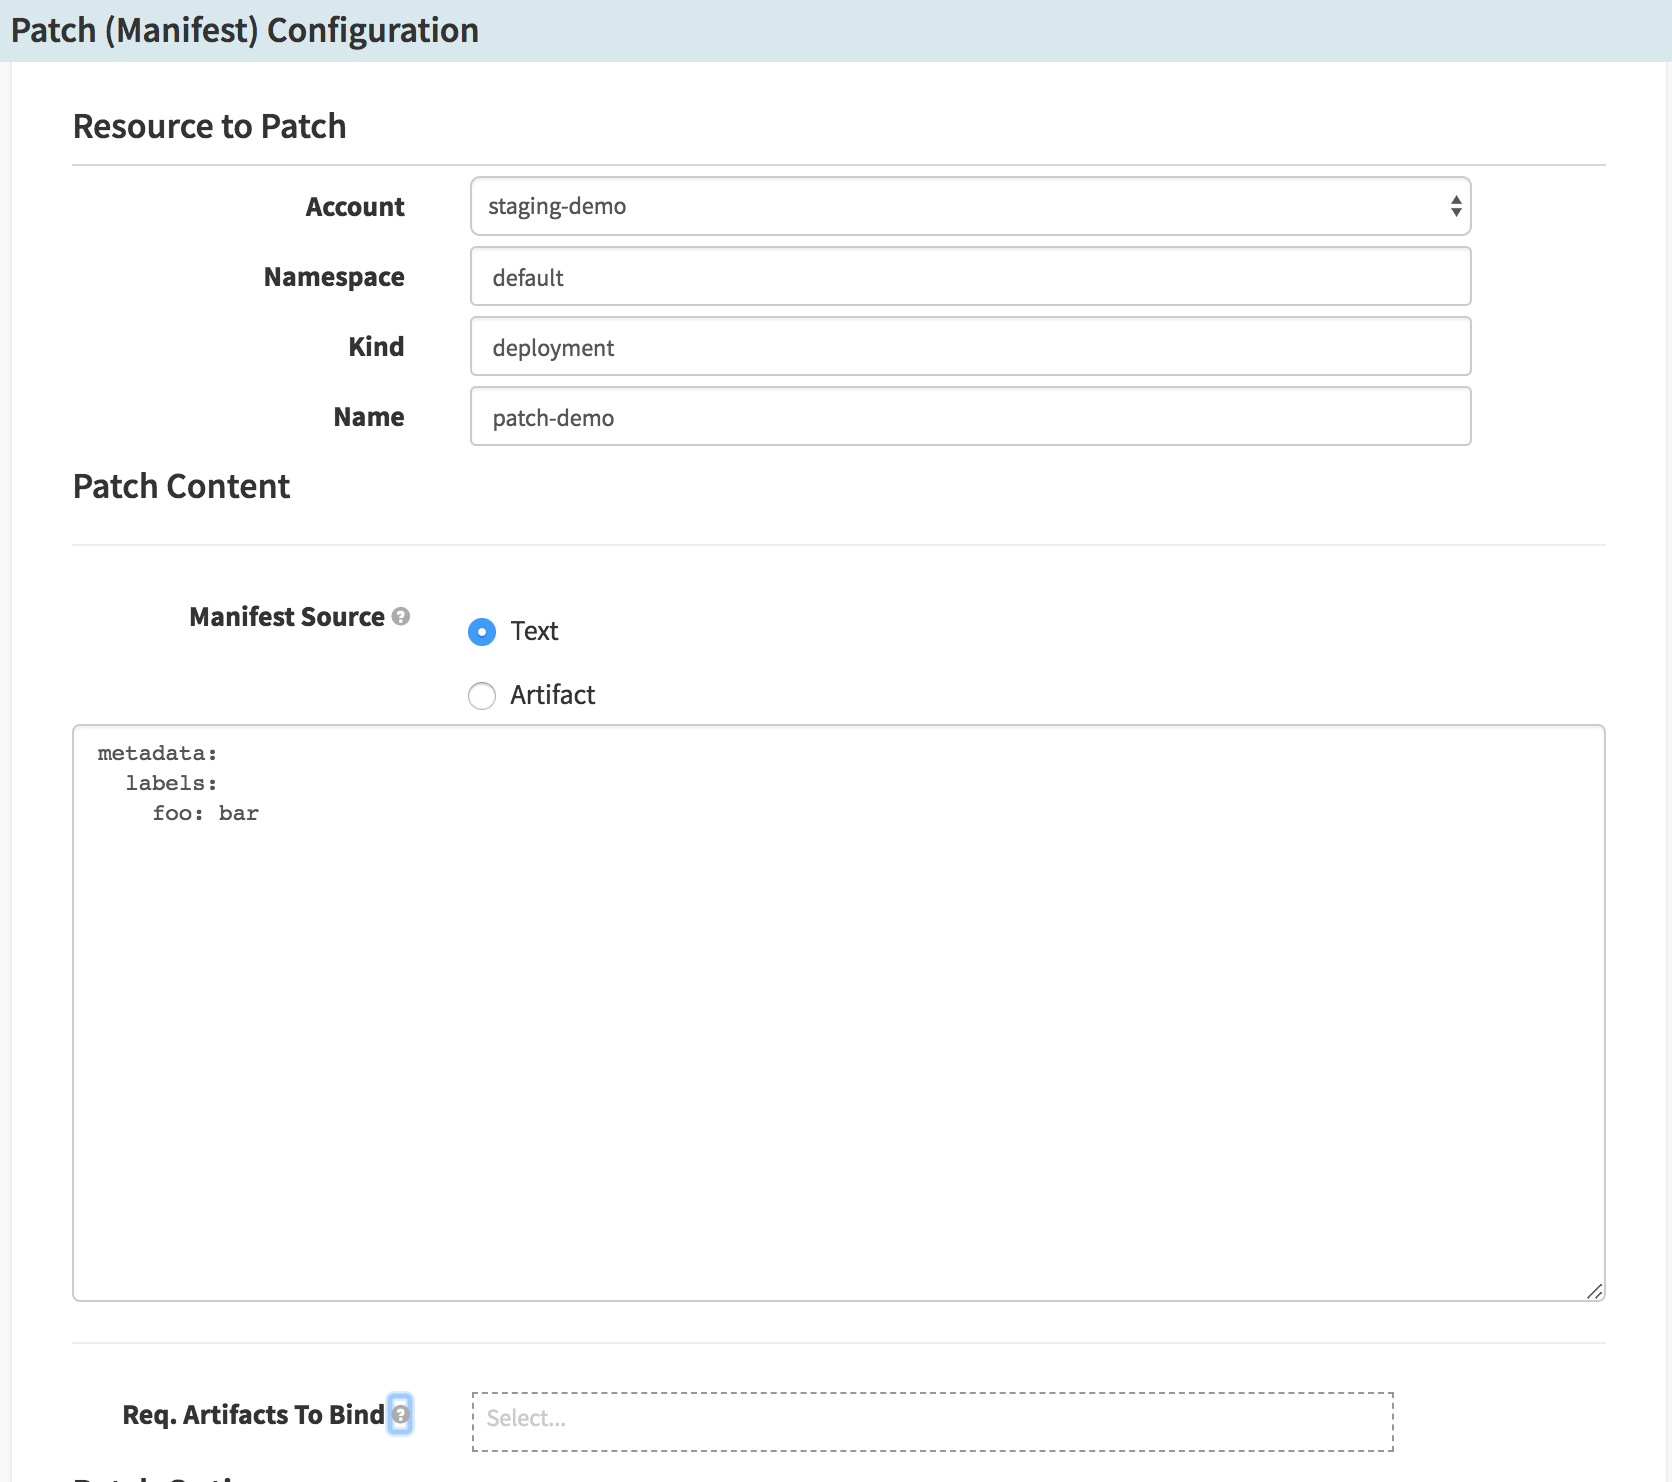 Patch (Manifest) Configuration
Resource to Patch
Account staging-demo
Namespace default
Kind deployment
Name patch-demo
Patch Content
Manifest Source ?
Text
Artifact
metadata:
  labels:
    foo: bar
Req. Artifacts To Bind ? Select...